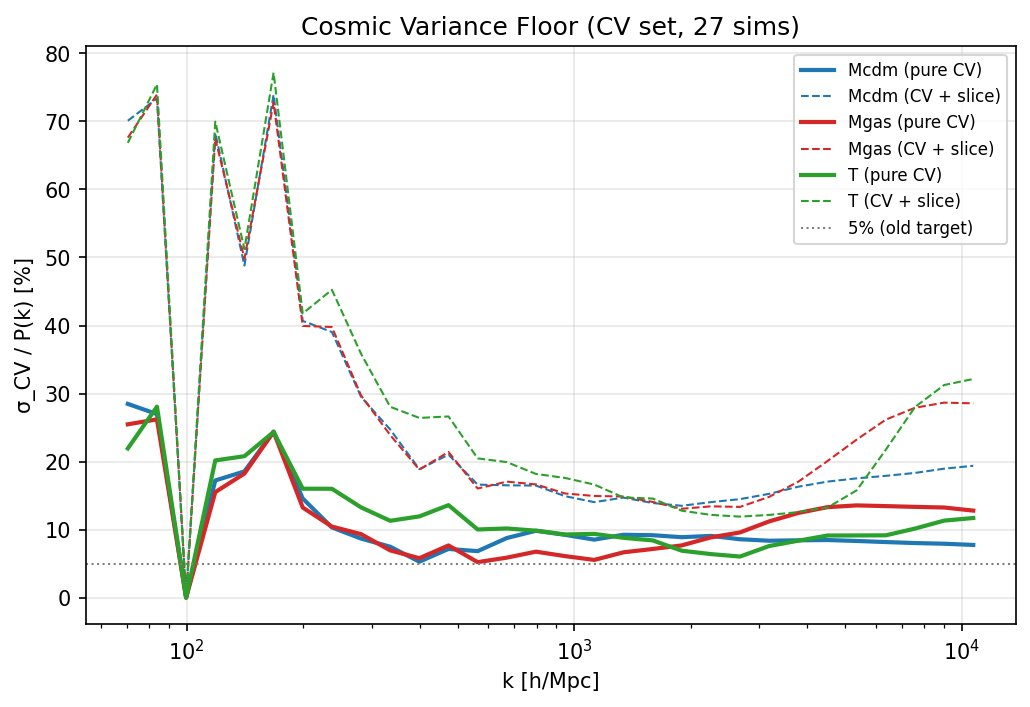 Cosmic Variance Floor (CV set, 27 sims)
80
70
60
50
40
30
20
10
0
σ_CV / P(k) [%]
Mcdm (pure CV)
Mcdm (CV + slice)
Mgas (pure CV)
Mgas (CV + slice)
T (pure CV)
T (CV + slice)
5% (old target)
10² 10³ 10⁴
k [h/Mpc]